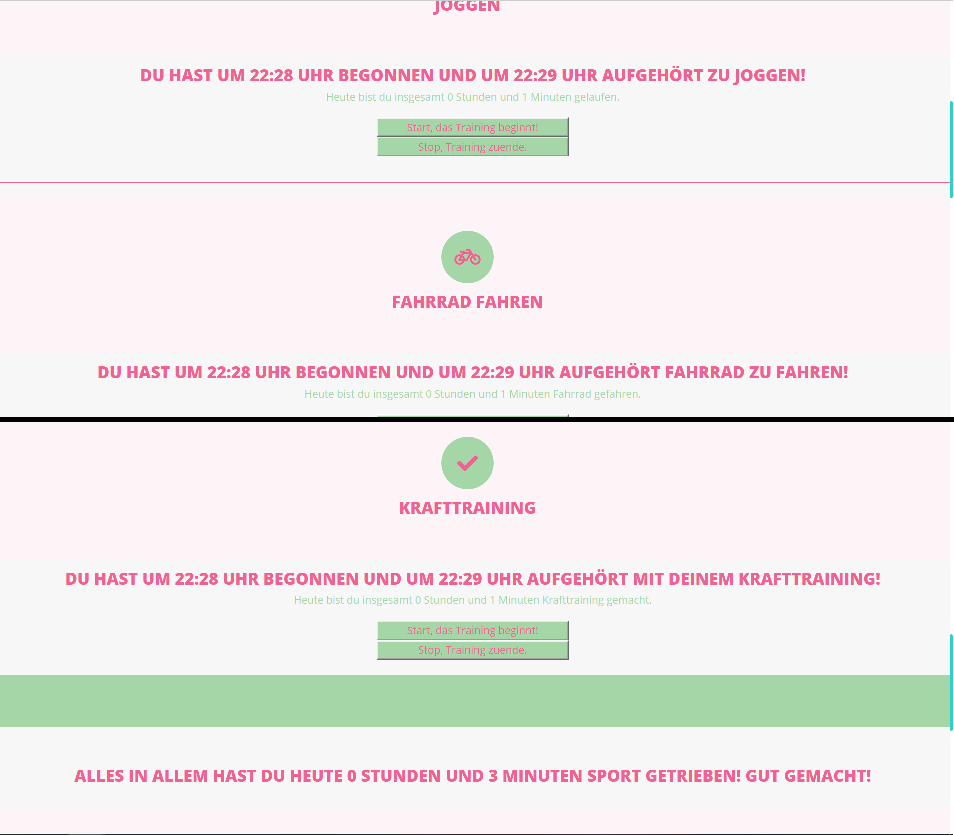 JOGGEN
DU HAST UM 22:28 UHR BEGONNEN UND UM 22:29 UHR AUFGEHÖRT ZU JOGGEN!
Heute bist du insgesamt 0 Stunden und 1 Minuten gelaufen.
Start, das Training beginnt!
Stop, Training zuende.
FAHRRAD FAHREN
DU HAST UM 22:28 UHR BEGONNEN UND UM 22:29 UHR AUFGEHÖRT FAHRRAD ZU FAHREN!
Heute bist du insgesamt 0 Stunden und 1 Minuten Fahrrad gefahren.
KRAFTTRAINING
DU HAST UM 22:28 UHR BEGONNEN UND UM 22:29 UHR AUFGEHÖRT MIT DEINEM KRAFTTRAINING!
Heute bist du insgesamt 0 Stunden und 1 Minuten Krafttraining gemacht.
Start, das Training beginnt!
Stop, Training zuende.
ALLES IN ALLEM HAST DU HEUTE 0 STUNDEN UND 3 MINUTEN SPORT GETRIEBEN! GUT GEMACHT!